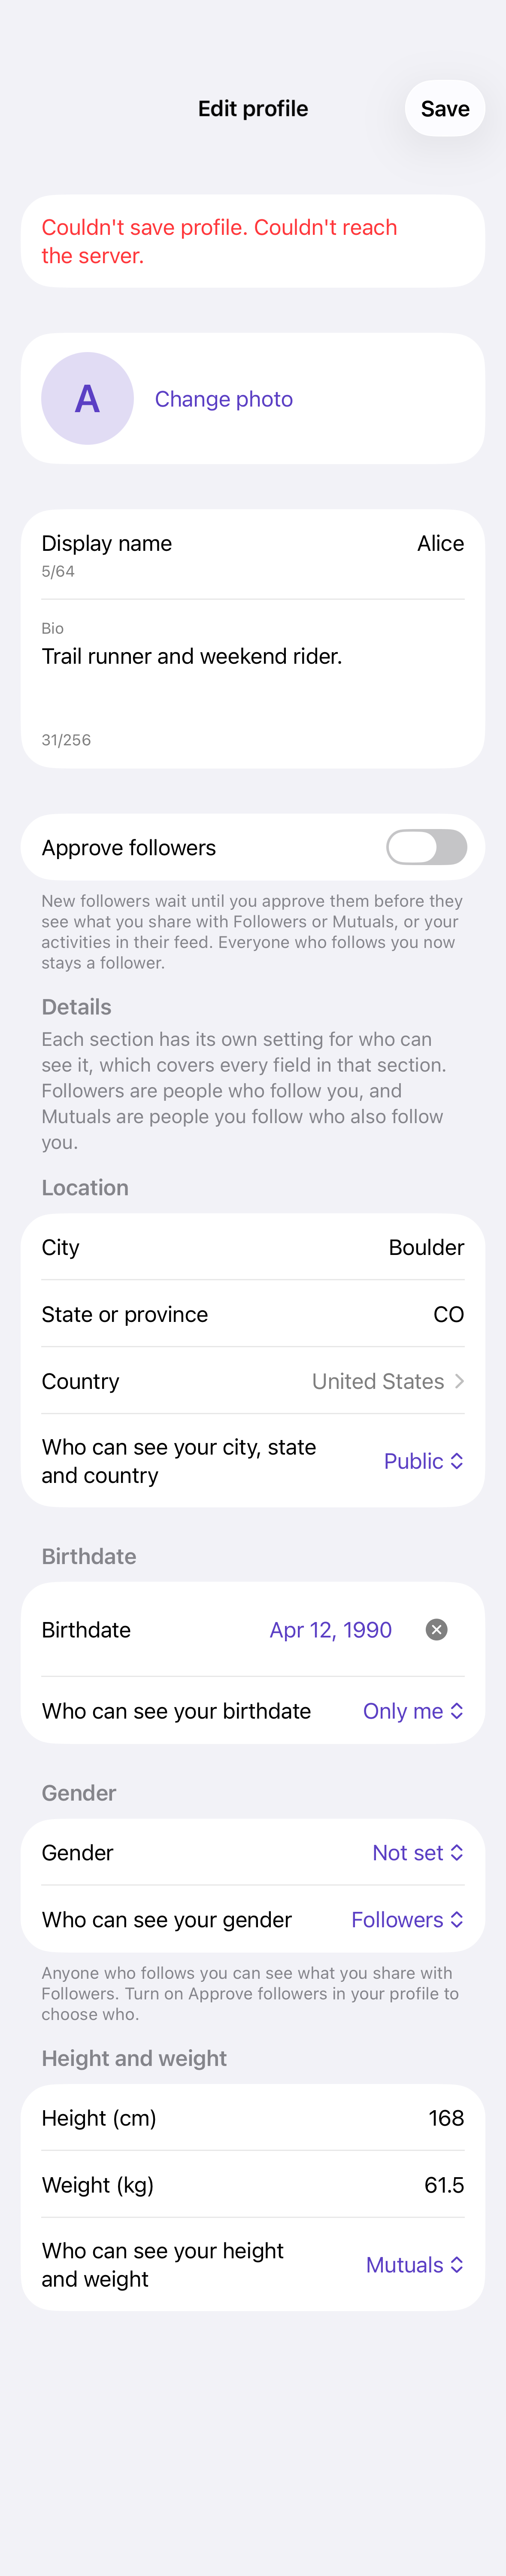 Edit profile
Save
Couldn't save profile. Couldn't reach
the server.
A
Change photo
Display name
Alice
5/64
Bio
Trail runner and weekend rider.
31/256
Approve followers
New followers wait until you approve them before they
see what you share with Followers or Mutuals, or your
activities in their feed. Everyone who follows you now
stays a follower.
Details
Each section has its own setting for who can
see it, which covers every field in that section.
Followers are people who follow you, and
Mutuals are people you follow who also follow
you.
Location
City
Boulder
State or province
CO
Country
United States
Who can see your city, state
and country
Public
Birthdate
Birthdate
Apr 12, 1990
Who can see your birthdate
Only me
Gender
Gender
Not set
Who can see your gender
Followers
Anyone who follows you can see what you share with
Followers. Turn on Approve followers in your profile to
choose who.
Height and weight
Height (cm)
168
Weight (kg)
61.5
Who can see your height
and weight
Mutuals